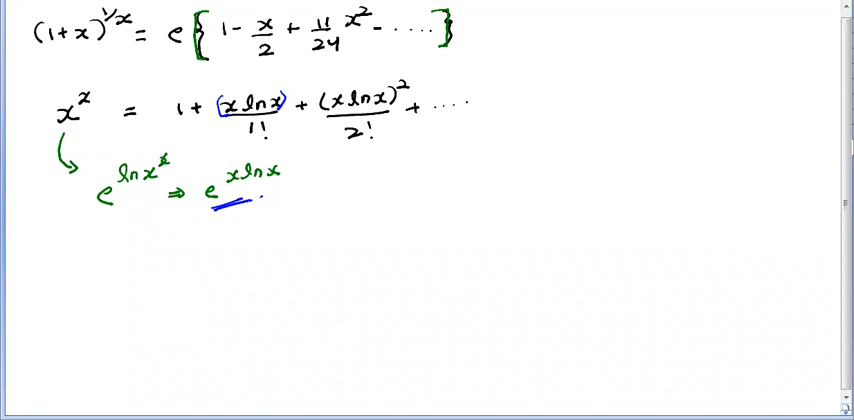 (1+x)^{1/x} = e { 1 - x/2 + 11/24 x^2 - ..... }
x^x = 1 + (x ln x)/1! + (x ln x)^2/2! + ....
e^{ln x^x} ⇒ e^{x ln x}